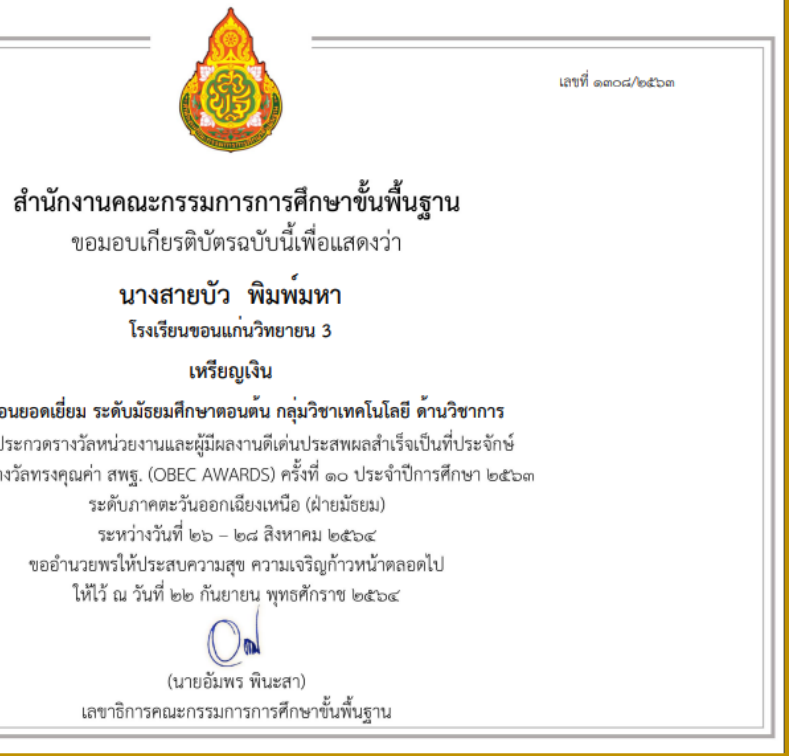 เลขที่ ๑๓๐๘/๒๕๖๓
สำนักงานคณะกรรมการการศึกษาขั้นพื้นฐาน
ขอมอบเกียรติบัตรฉบับนี้เพื่อแสดงว่า
นางสายบัว พิมพ์มหา
โรงเรียนขอนแก่นวิทยายน 3
เหรียญเงิน
อนยอดเยี่ยม ระดับมัธยมศึกษาตอนต้น กลุ่มวิชาเทคโนโลยี ด้านวิชาการ
ประกวดรางวัลหน่วยงานและผู้มีผลงานดีเด่นประสพผลสำเร็จเป็นที่ประจักษ์
างวัลทรงคุณค่า สพฐ. (OBEC AWARDS) ครั้งที่ ๑๐ ประจำปีการศึกษา ๒๕๖๓
ระดับภาคตะวันออกเฉียงเหนือ (ฝ่ายมัธยม)
ระหว่างวันที่ ๒๖ – ๒๘ สิงหาคม ๒๕๖๔
ขออำนวยพรให้ประสบความสุข ความเจริญก้าวหน้าตลอดไป
ให้ไว้ ณ วันที่ ๒๒ กันยายน พุทธศักราช ๒๕๖๔
(นายอัมพร พินะสา)
เลขาธิการคณะกรรมการการศึกษาขั้นพื้นฐาน